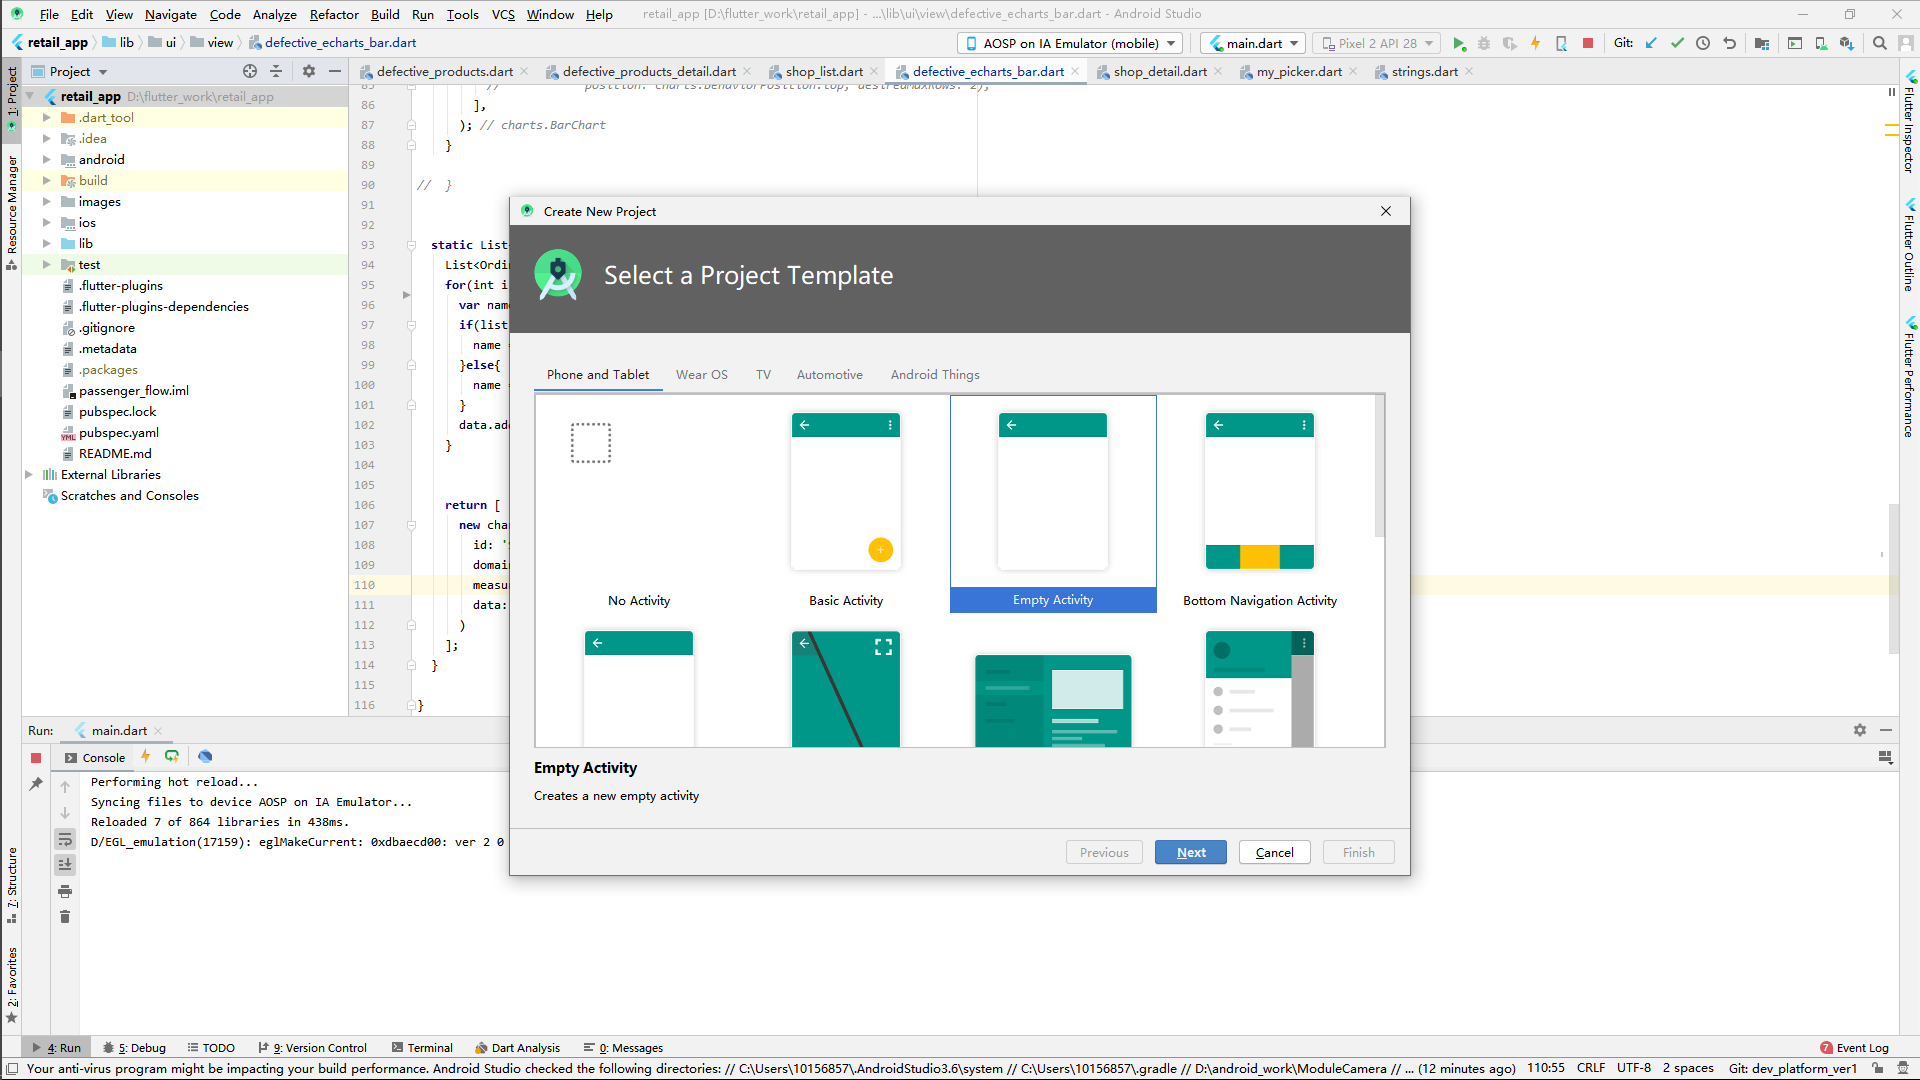 File Edit View Navigate Code Analyze Refactor Build Run Tools VCS Window Help retail_app [D:\flutter_work\retail_app] - ...\lib\ui\view\defective_echarts_bar.dart - Android Studio
retail_app lib ui view defective_echarts_bar.dart AOSP on IA Emulator (mobile) main.dart Pixel 2 API 28 Git:
Project defective_products.dart defective_products_detail.dart shop_list.dart defective_echarts_bar.dart shop_detail.dart my_picker.dart strings.dart
1: Project
Resource Manager
7: Structure
2: Favorites
retail_app D:\flutter_work\retail_app
.dart_tool
.idea
android
build
images
ios
lib
test
.flutter-plugins
.flutter-plugins-dependencies
.gitignore
.metadata
.packages
passenger_flow.iml
pubspec.lock
pubspec.yaml
README.md
External Libraries
Scratches and Consoles
85 // position: charts.BehaviorPosition.top, desiredMaxRows: 2),
86 ],
87 ); // charts.BarChart
88 }
89
90 // }
91
92
93 static List
94 List<Ordin
95 for(int i
96 var name
97 if(list
98 name =
99 }else{
100 name =
101 }
102 data.add
103 }
104
105
106 return [
107 new char
108 id: '
109 domain
110 measu
111 data:
112 )
113 ];
114 }
115
116 }
Create New Project
Select a Project Template
Phone and Tablet Wear OS TV Automotive Android Things
No Activity Basic Activity Empty Activity Bottom Navigation Activity
Empty Activity
Creates a new empty activity
Previous Next Cancel Finish
Flutter Inspector
Flutter Outline
Flutter Performance
Run: main.dart
Console
Performing hot reload...
Syncing files to device AOSP on IA Emulator...
Reloaded 7 of 864 libraries in 438ms.
D/EGL_emulation(17159): eglMakeCurrent: 0xdbaecd00: ver 2 0
4: Run 5: Debug TODO 9: Version Control Terminal Dart Analysis 0: Messages 7 Event Log
Your anti-virus program might be impacting your build performance. Android Studio checked the following directories: // C:\Users\10156857\.AndroidStudio3.6\system // C:\Users\10156857\.gradle // D:\android_work\ModuleCamera // ... (12 minutes ago) 110:55 CRLF UTF-8 2 spaces Git: dev_platform_ver1